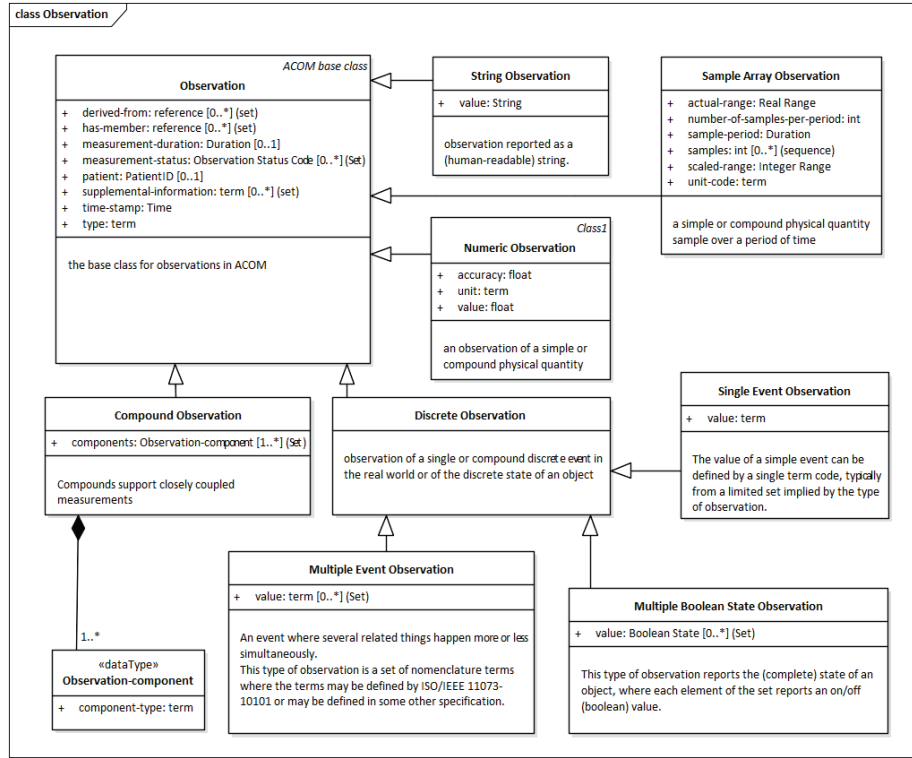 class Observation
ACOM base class
Observation
+ derived-from: reference [0..*] (set)
+ has-member: reference [0..*] (set)
+ measurement-duration: Duration [0..1]
+ measurement-status: Observation Status Code [0..*] (Set)
+ patient: PatientID [0..1]
+ supplemental-information: term [0..*] (set)
+ time-stamp: Time
+ type: term
the base class for observations in ACOM
String Observation
+ value: String
observation reported as a
(human-readable) string.
Sample Array Observation
+ actual-range: Real Range
+ number-of-samples-per-period: int
+ sample-period: Duration
+ samples: int [0..*] (sequence)
+ scaled-range: Integer Range
+ unit-code: term
a simple or compound physical quantity
sample over a period of time
Class1
Numeric Observation
+ accuracy: float
+ unit: term
+ value: float
an observation of a simple or
compound physical quantity
Compound Observation
+ components: Observation-component [1..*] (Set)
Compounds support closely coupled
measurements
Discrete Observation
observation of a single or compound discrete event in
the real world or of the discrete state of an object
Single Event Observation
+ value: term
The value of a simple event can be
defined by a single term code, typically
from a limited set implied by the type
of observation.
Multiple Event Observation
+ value: term [0..*] (Set)
An event where several related things happen more or less
simultaneously.
This type of observation is a set of nomenclature terms
where the terms may be defined by ISO/IEEE 11073-
10101 or may be defined in some other specification.
Multiple Boolean State Observation
+ value: Boolean State [0..*] (Set)
This type of observation reports the (complete) state of an
object, where each element of the set reports an on/off
(boolean) value.
1..*
«dataType»
Observation-component
+ component-type: term